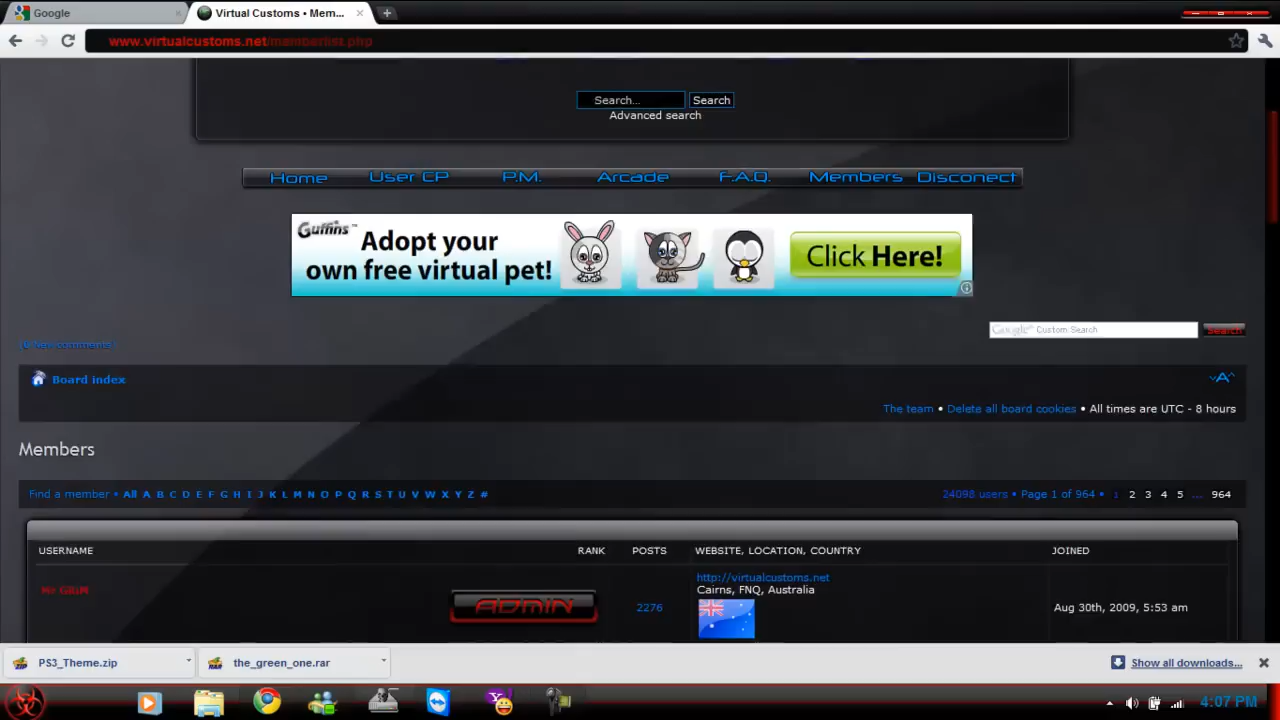 Google
Virtual Customs • Mem...
www.virtualcustoms.net/memberlist.php
Search...
Search
Advanced search
Home User CP P.M. Arcade F.A.Q. Members Disconect
Guffins™
Adopt your
own free virtual pet!
Click Here!
Google™ Custom Search
Search
Board index
The team • Delete all board cookies • All times are UTC - 8 hours
Members
Find a member • All A B C D E F G H I J K L M N O P Q R S T U V W X Y Z #
24098 users • Page 1 of 964 • 1 2 3 4 5 ... 964
USERNAME RANK POSTS WEBSITE, LOCATION, COUNTRY JOINED
Mr GRiM
ADMIN
2276
http://virtualcustoms.net
Cairns, FNQ, Australia
Aug 30th, 2009, 5:53 am
PS3_Theme.zip
the_green_one.rar
Show all downloads...
4:07 PM